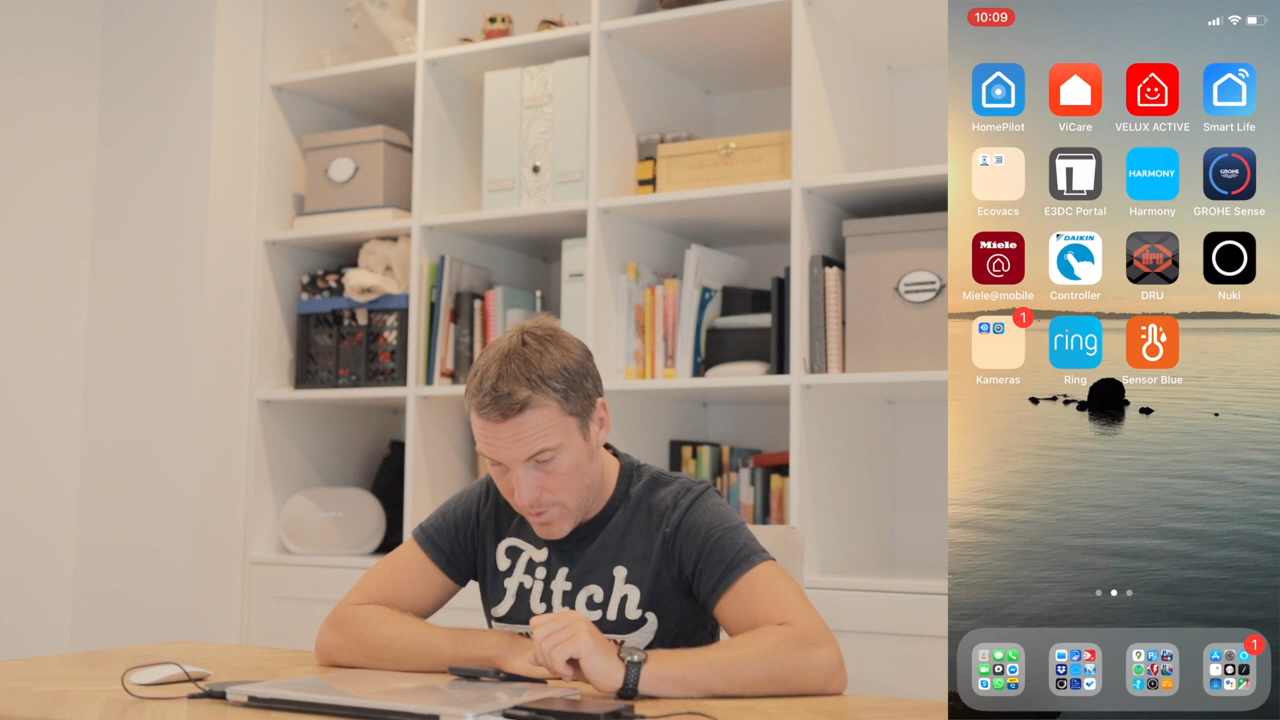 10:09
HomePilot
ViCare
VELUX ACTIVE
Smart Life
Ecovacs
E3DC Portal
HARMONY
Harmony
GROHE
GROHE Sense
Miele
Miele@mobile
DAIKIN
Controller
dru
DRU
Nuki
1
Kameras
ring
Ring
Sensor Blue
1
Fitch